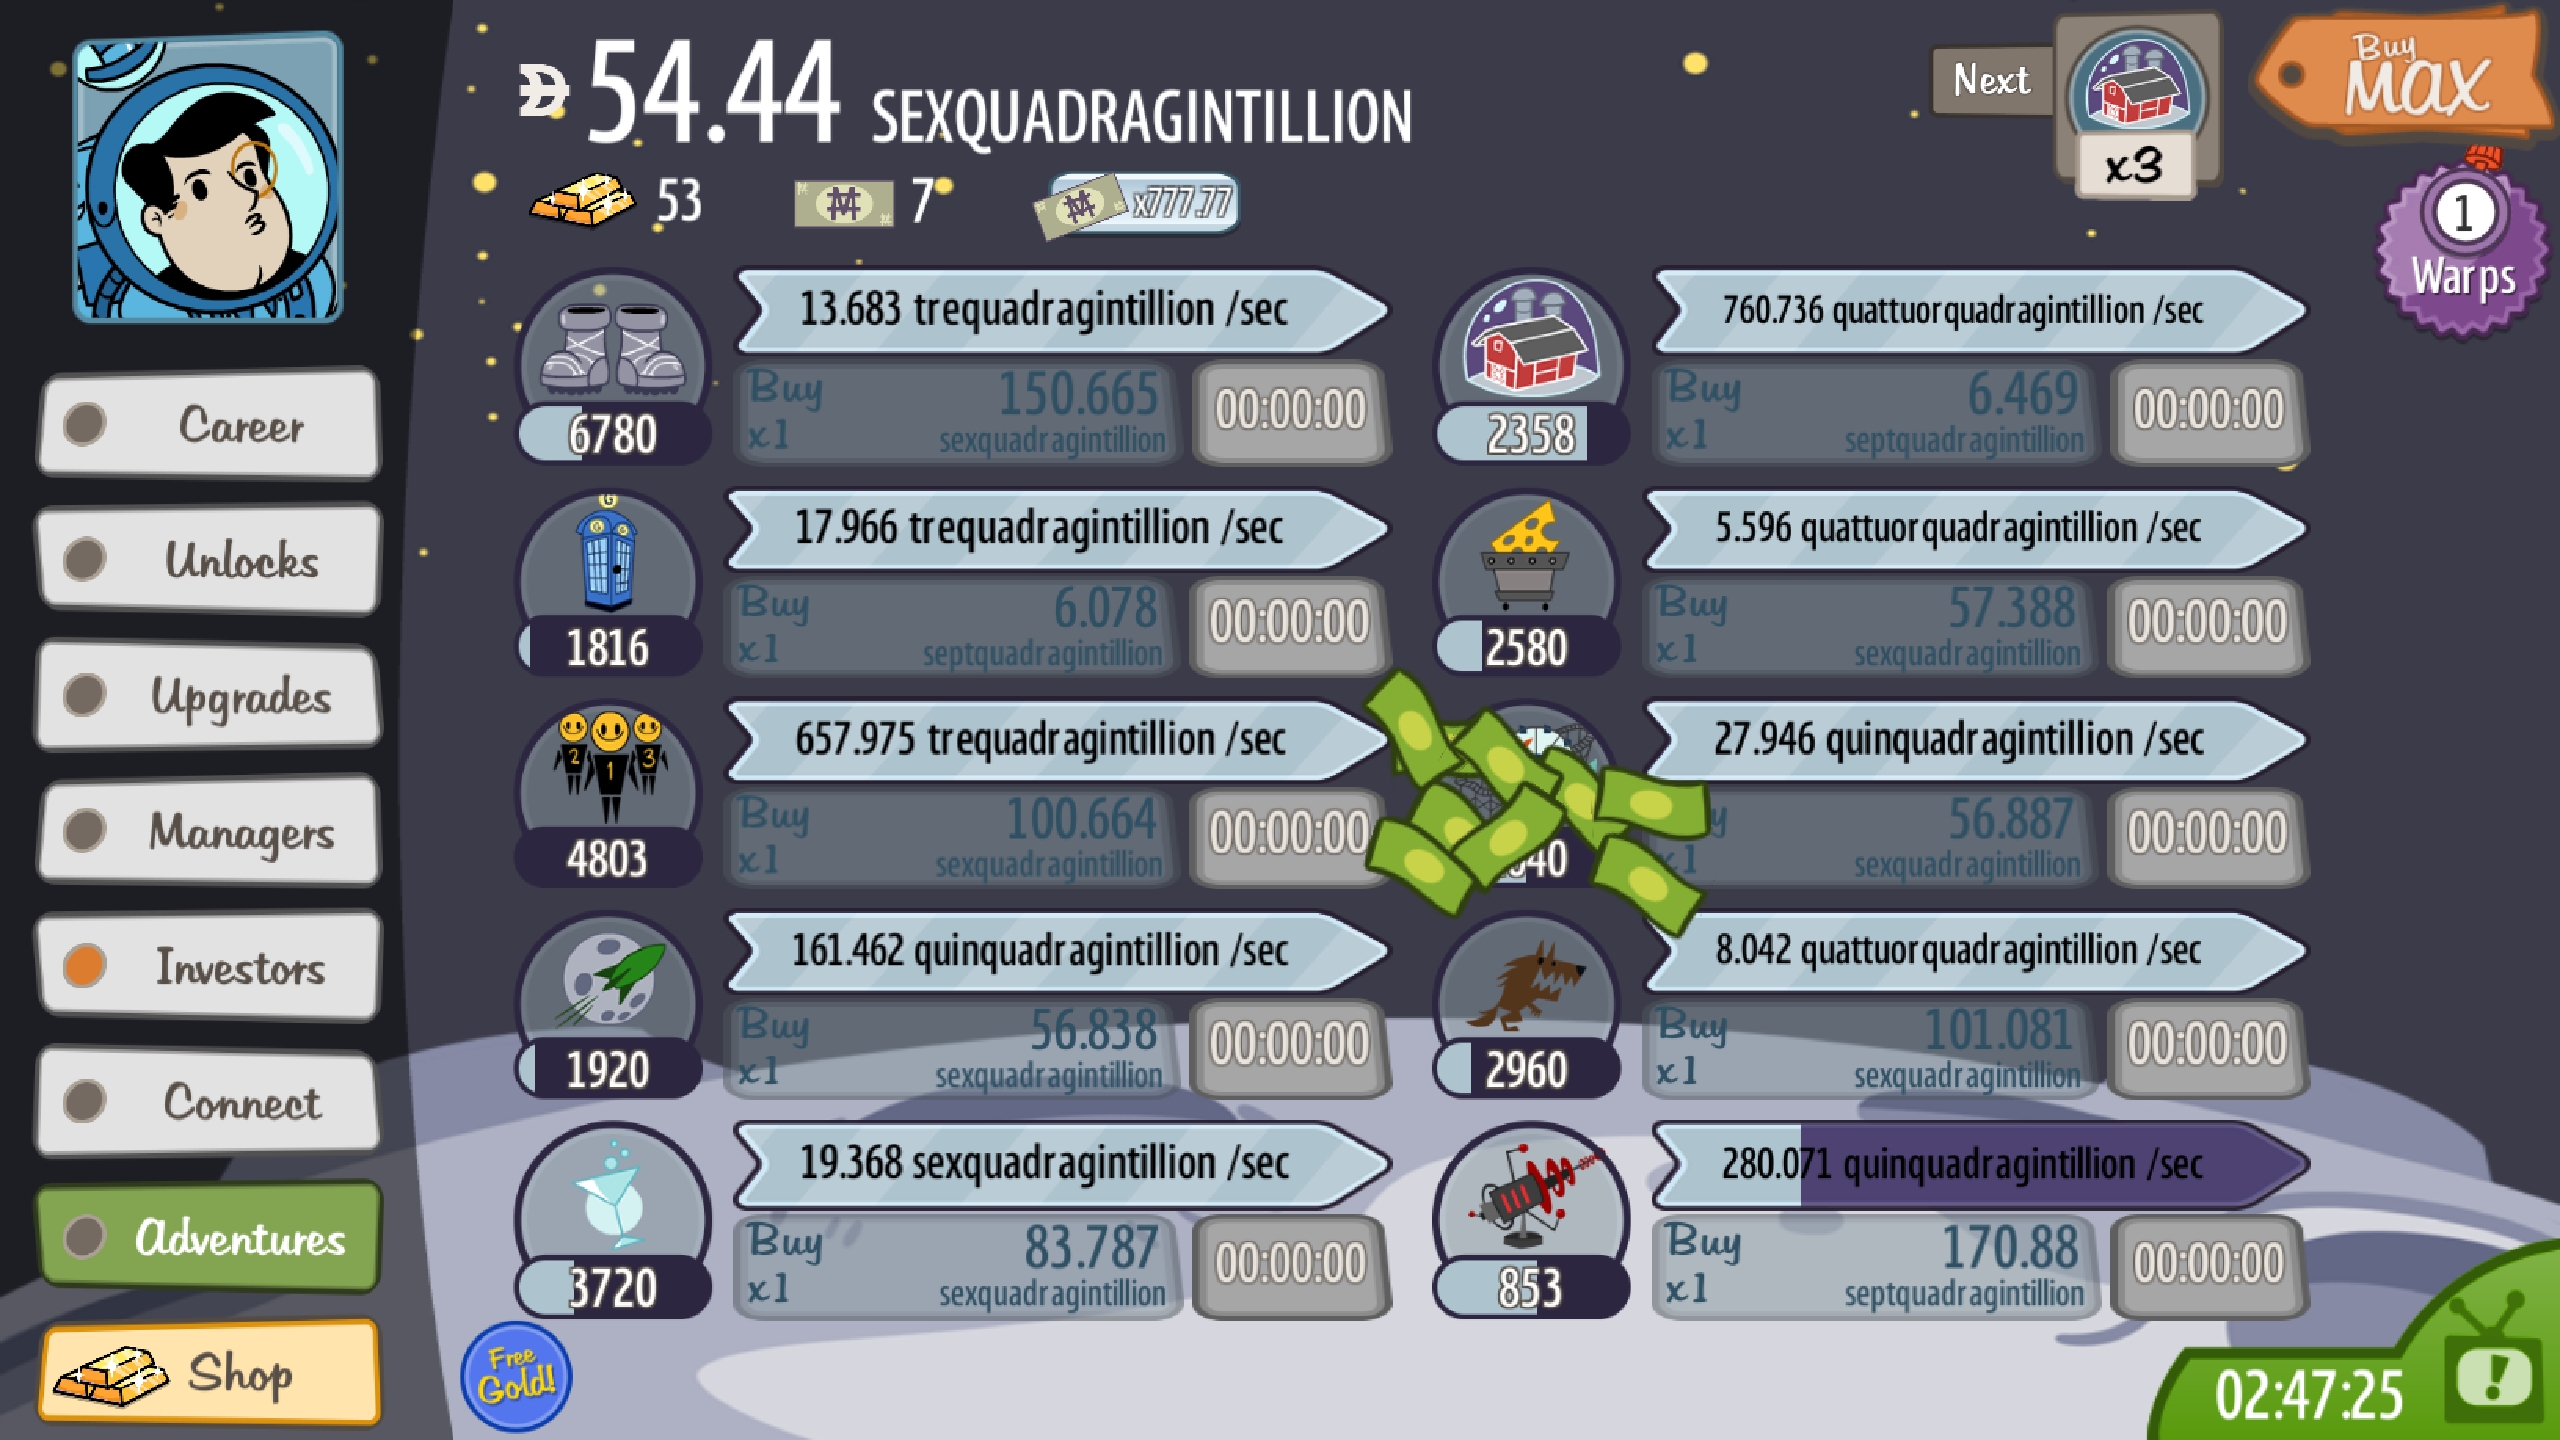 54.44 SEXQUADRAGINTILLION
Next
x3
Buy
MAX
53
7
x777.77
1
Warps
Career
Unlocks
Upgrades
Managers
Investors
Connect
Adventures
Shop
13.683 trequadragintillion /sec
6780
Buy 150.665
x1 sexquadragintillion
00:00:00
760.736 quattuorquadragintillion /sec
2358
Buy 6.469
x1 septquadragintillion
00:00:00
17.966 trequadragintillion /sec
1816
Buy 6.078
x1 septquadragintillion
00:00:00
5.596 quattuorquadragintillion /sec
2580
Buy 57.388
x1 sexquadragintillion
00:00:00
2 1 3
657.975 trequadragintillion /sec
4803
Buy 100.664
x1 sexquadragintillion
00:00:00
27.946 quinquadragintillion /sec
56.887
x1 sexquadragintillion
00:00:00
161.462 quinquadragintillion /sec
1920
Buy 56.838
x1 sexquadragintillion
00:00:00
8.042 quattuorquadragintillion /sec
2960
Buy 101.081
x1 sexquadragintillion
00:00:00
19.368 sexquadragintillion /sec
3720
Buy 83.787
x1 sexquadragintillion
00:00:00
280.071 quinquadragintillion /sec
853
Buy 170.88
x1 septquadragintillion
00:00:00
Free
Gold!
02:47:25
!